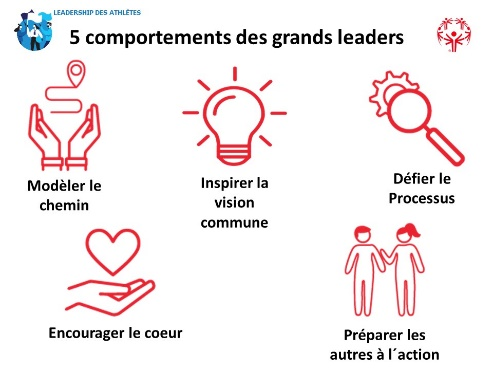 LEADERSHIP DES ATHLÈTES
5 comportements des grands leaders
Modèler le
chemin
Inspirer la
vision
commune
Défier le
Processus
Encourager le coeur
Préparer les
autres à l´action